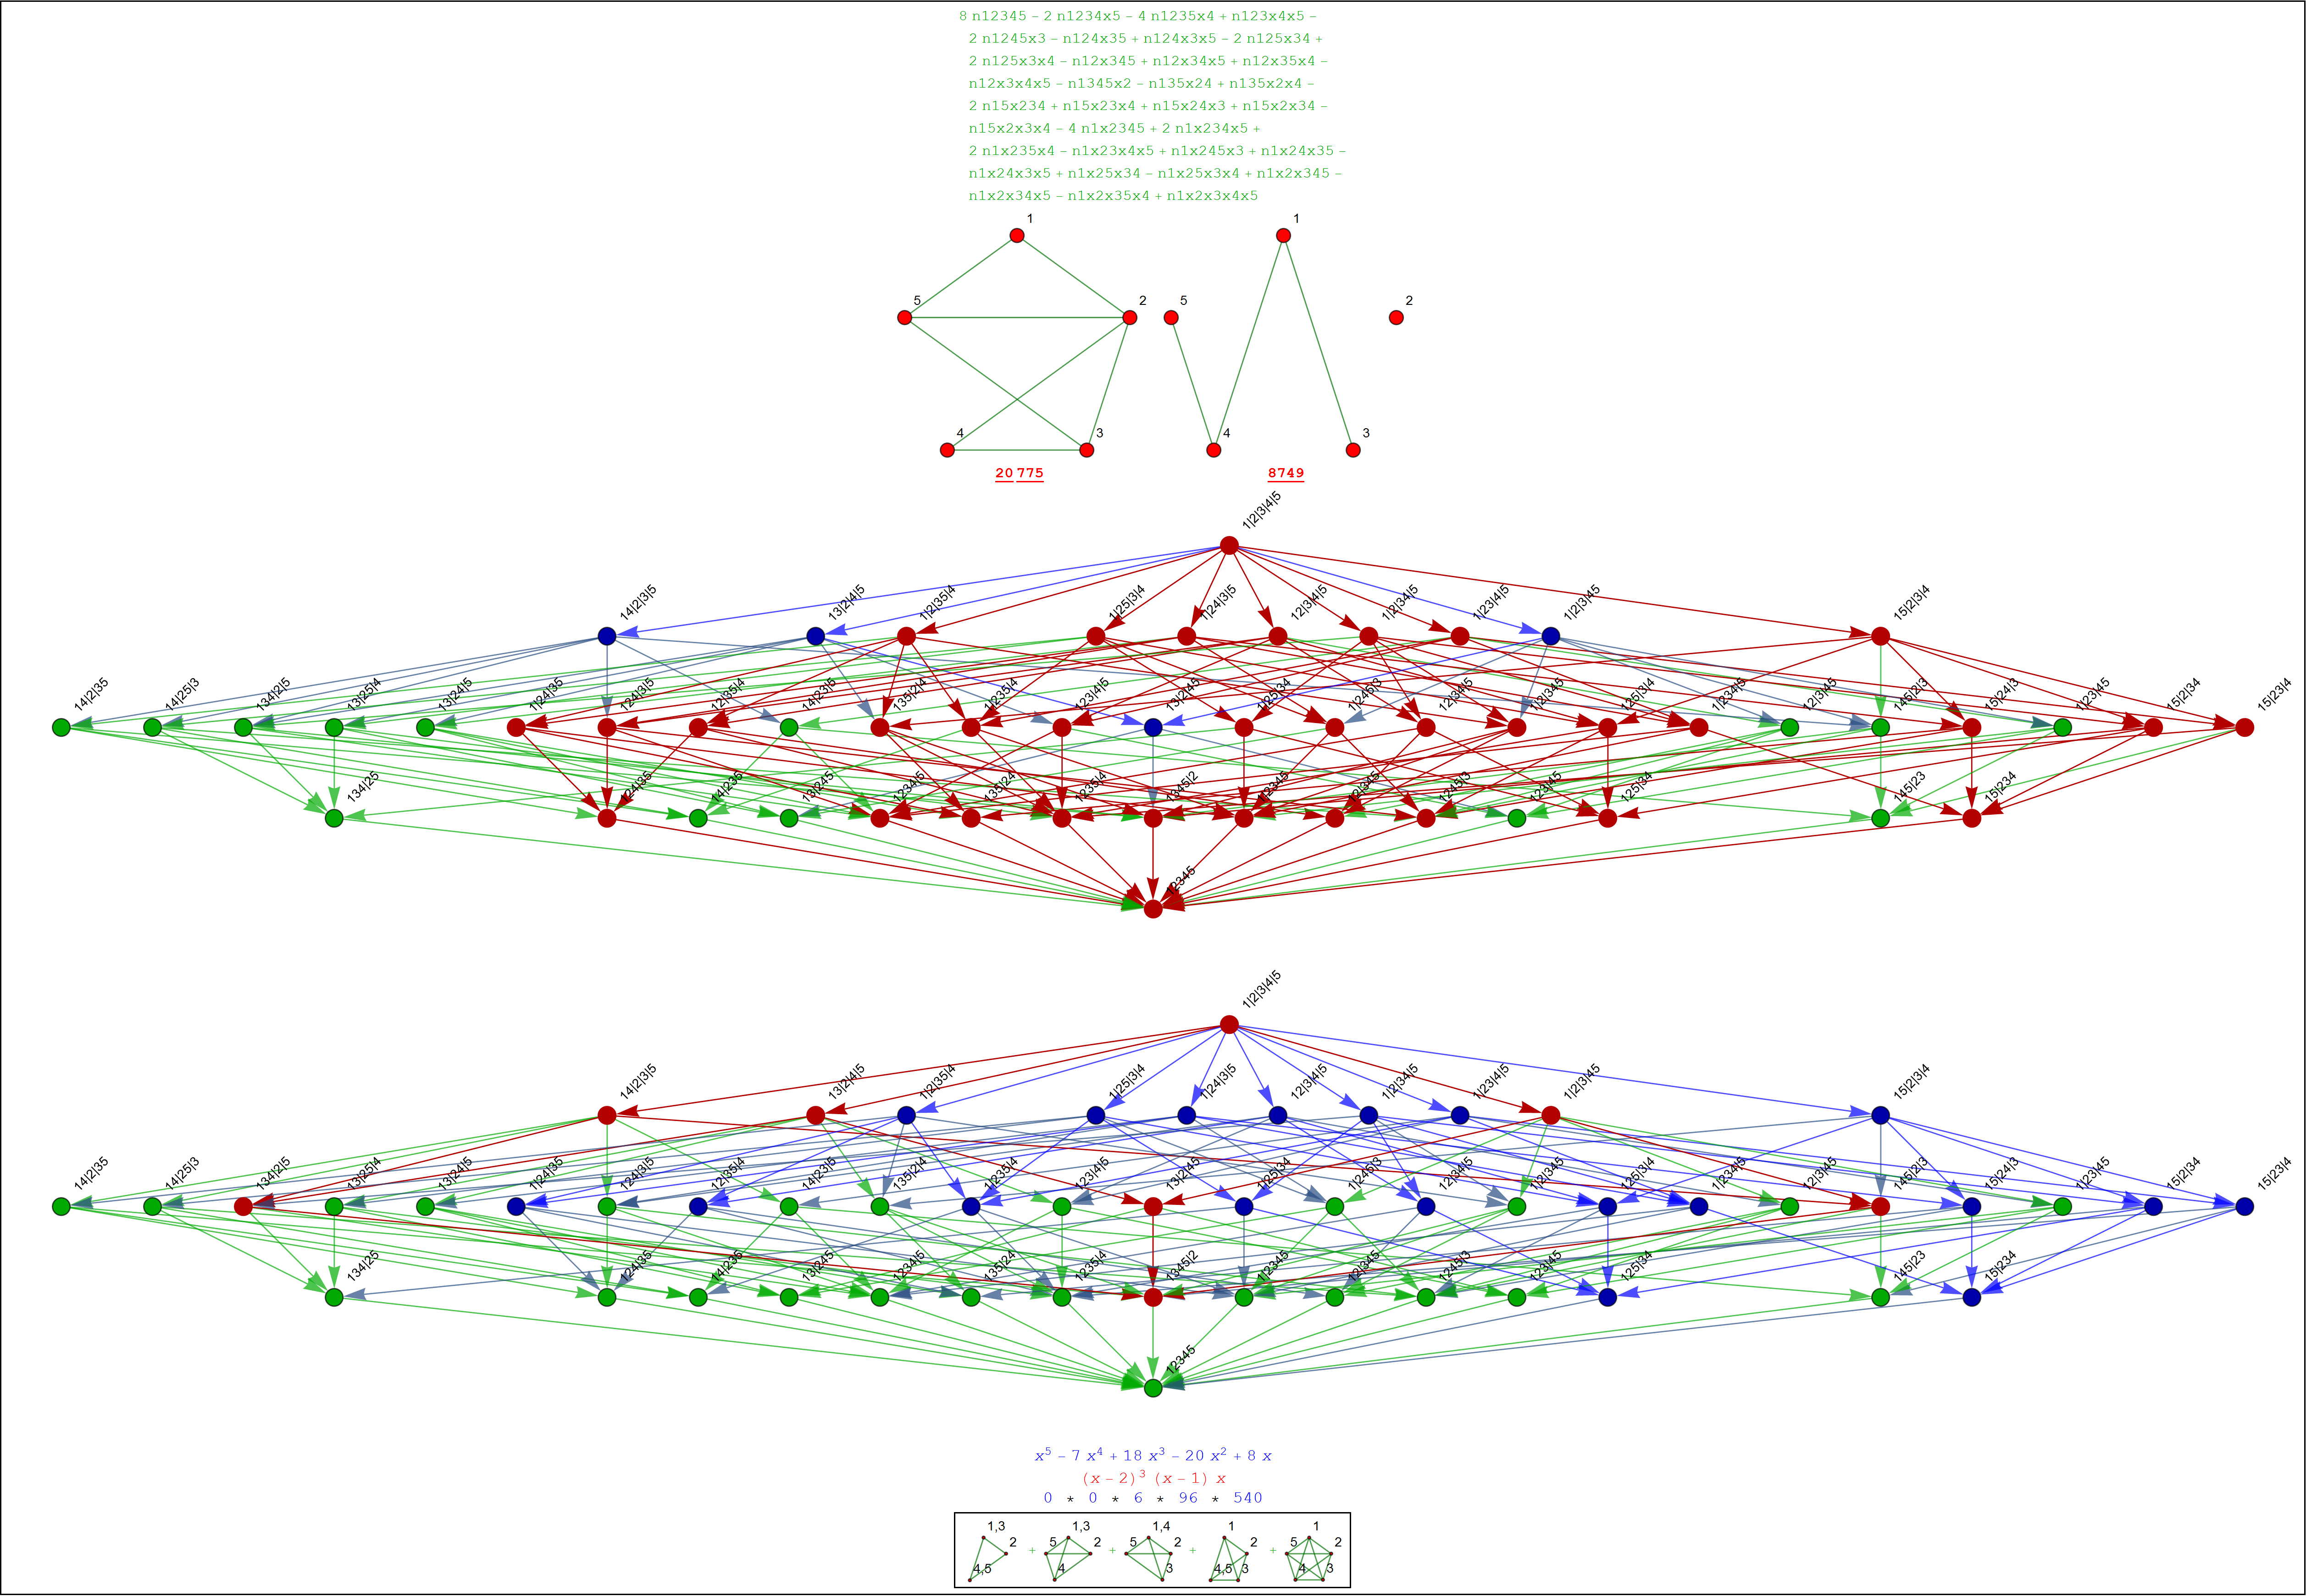 8 n12345 – 2 n1234x5 – 4 n1235x4 + n123x4x5 –
2 n1245x3 – n124x35 + n124x3x5 – 2 n125x34 +
2 n125x3x4 – n12x345 + n12x34x5 + n12x35x4 –
n12x3x4x5 – n1345x2 – n135x24 + n135x2x4 –
2 n15x234 + n15x23x4 + n15x24x3 + n15x2x34 –
n15x2x3x4 – 4 n1x2345 + 2 n1x234x5 +
2 n1x235x4 – n1x23x4x5 + n1x245x3 + n1x24x35 –
n1x24x3x5 + n1x25x34 – n1x25x3x4 + n1x2x345 –
n1x2x34x5 – n1x2x35x4 + n1x2x3x4x5
1 1
5 2 5 2
4 3 4 3
20 775 8749
1|2|3|4|5
14|2|3|5 13|2|4|5 1|2|35|4 1|25|3|4 1|24|3|5 12|3|4|5 1|2|34|5 1|23|4|5 1|2|3|45 15|2|3|4
14|2|35 14|25|3 134|2|5 13|25|4 13|24|5 1|24|35 124|3|5 12|35|4 14|23|5 135|2|4 1|235|4 123|4|5 13|2|45 1|25|34 1|245|3 12|34|5 1|2|345 125|3|4 1|234|5 12|3|45 145|2|3 15|24|3 1|23|45 15|2|34 15|23|4
134|25 124|35 14|235 13|245 1234|5 135|24 1235|4 1345|2 1|2345 12|345 1245|3 123|45 125|34 145|23 15|234
12345
1|2|3|4|5
14|2|3|5 13|2|4|5 1|2|35|4 1|25|3|4 1|24|3|5 12|3|4|5 1|2|34|5 1|23|4|5 1|2|3|45 15|2|3|4
14|2|35 14|25|3 134|2|5 13|25|4 13|24|5 1|24|35 124|3|5 12|35|4 14|23|5 135|2|4 1|235|4 123|4|5 13|2|45 1|25|34 1|245|3 12|34|5 1|2|345 125|3|4 1|234|5 12|3|45 145|2|3 15|24|3 1|23|45 15|2|34 15|23|4
134|25 124|35 14|235 13|245 1234|5 135|24 1235|4 1345|2 1|2345 12|345 1245|3 123|45 125|34 145|23 15|234
12345
x⁵ – 7 x⁴ + 18 x³ – 20 x² + 8 x
(x – 2)³ (x – 1) x
0 * 0 * 6 * 96 * 540
1,3 1,3 1,4 1 1
2 5 2 5 2 2 5 2
+ + + +
4,5 4 3 4,5 3 4 3